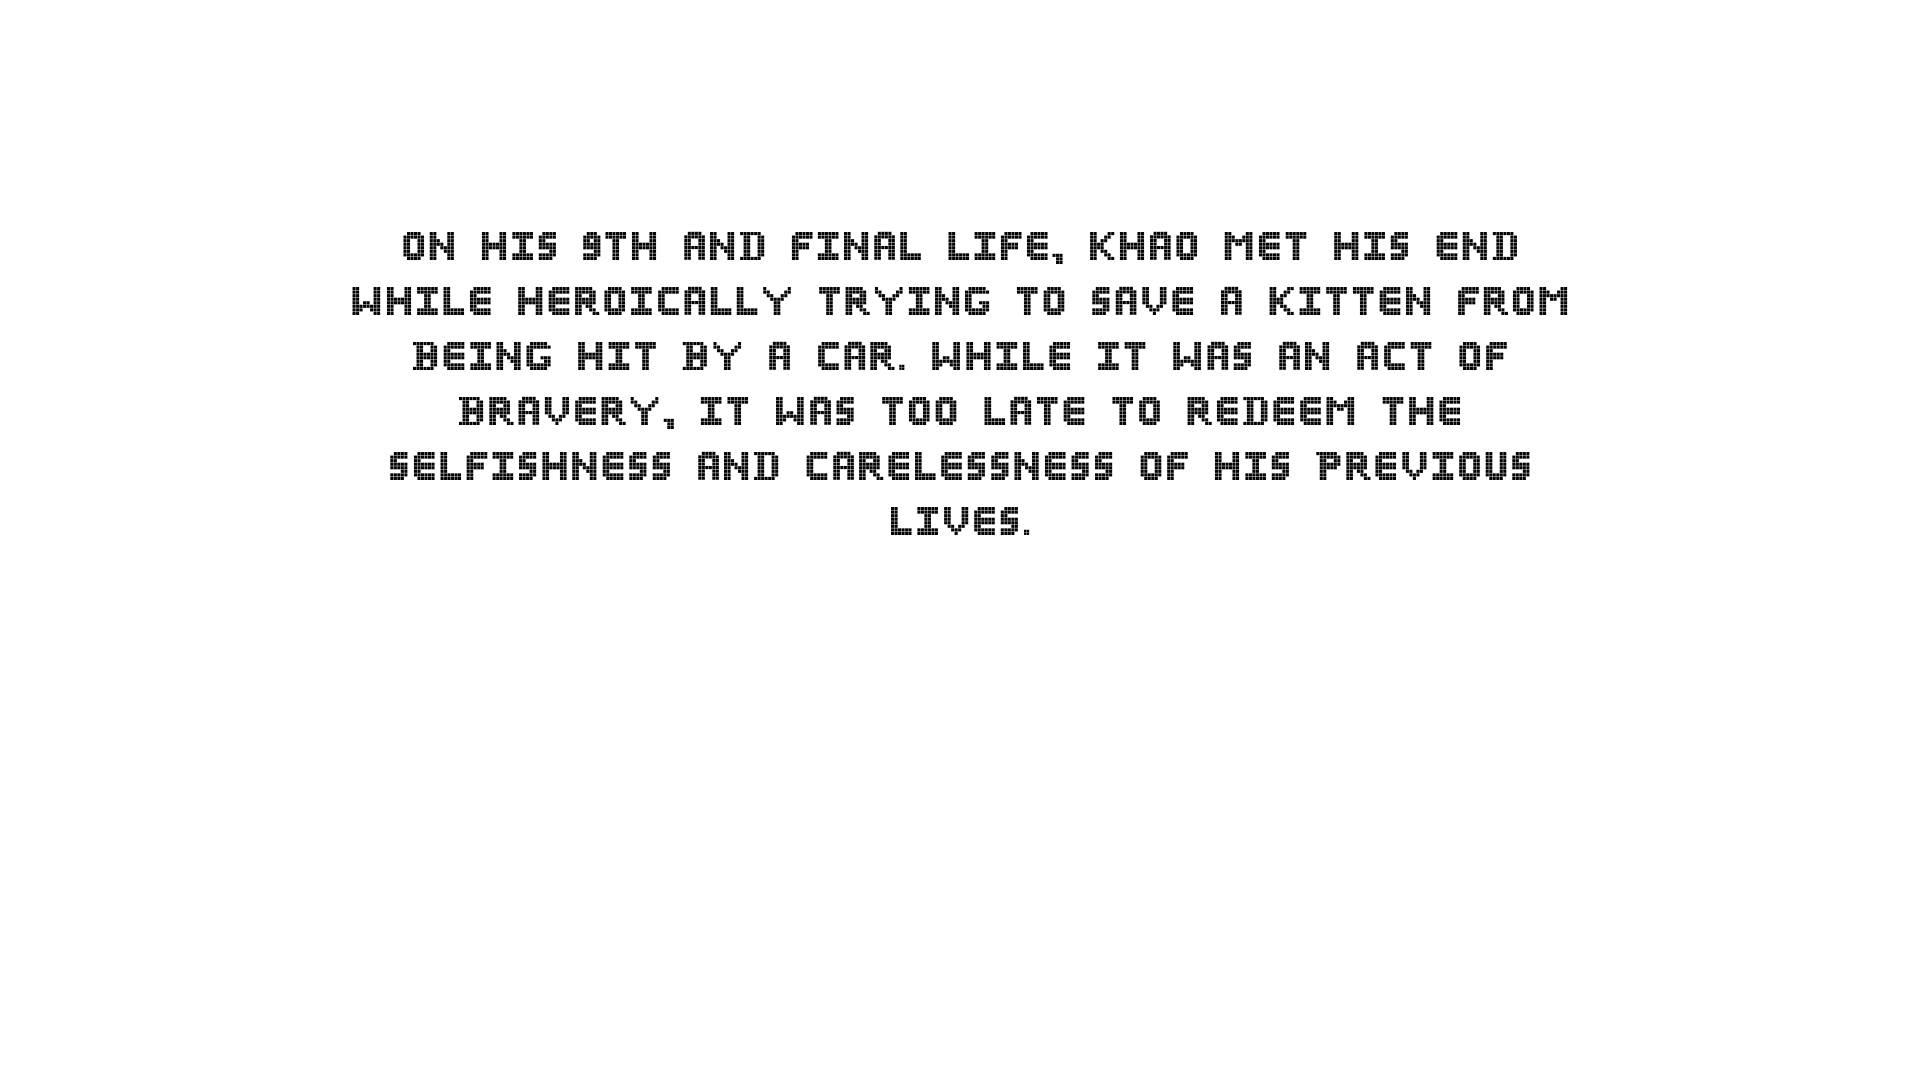 ON HIS 9TH AND FINAL LIFE, KHAO MET HIS END
WHILE HEROICALLY TRYING TO SAVE A KITTEN FROM
BEING HIT BY A CAR. WHILE IT WAS AN ACT OF
BRAVERY, IT WAS TOO LATE TO REDEEM THE
SELFISHNESS AND CARELESSNESS OF HIS PREVIOUS
LIVES.